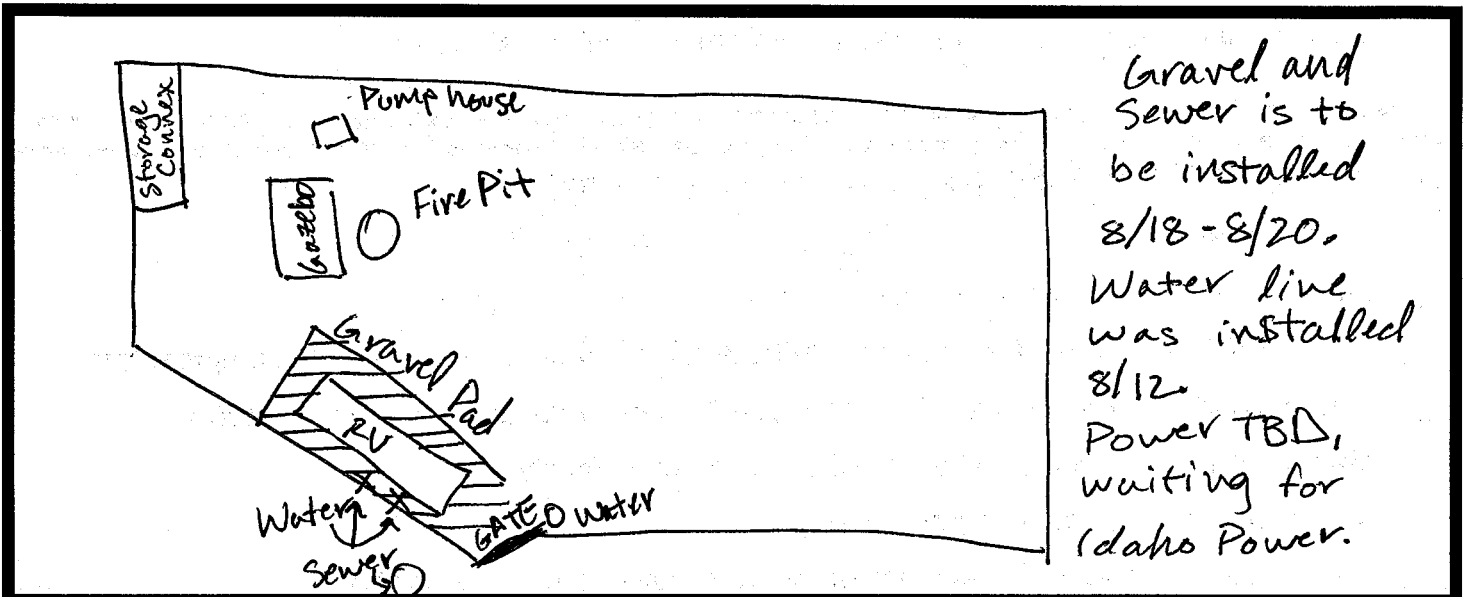 Storage
Connex
Pump house
Gazebo
Fire Pit
Gravel Pad
RV
Water
Sewer
GATE
Water
Gravel and
Sewer is to
be installed
8/18 - 8/20.
Water line
was installed
8/12.
Power TBD,
waiting for
Idaho Power.